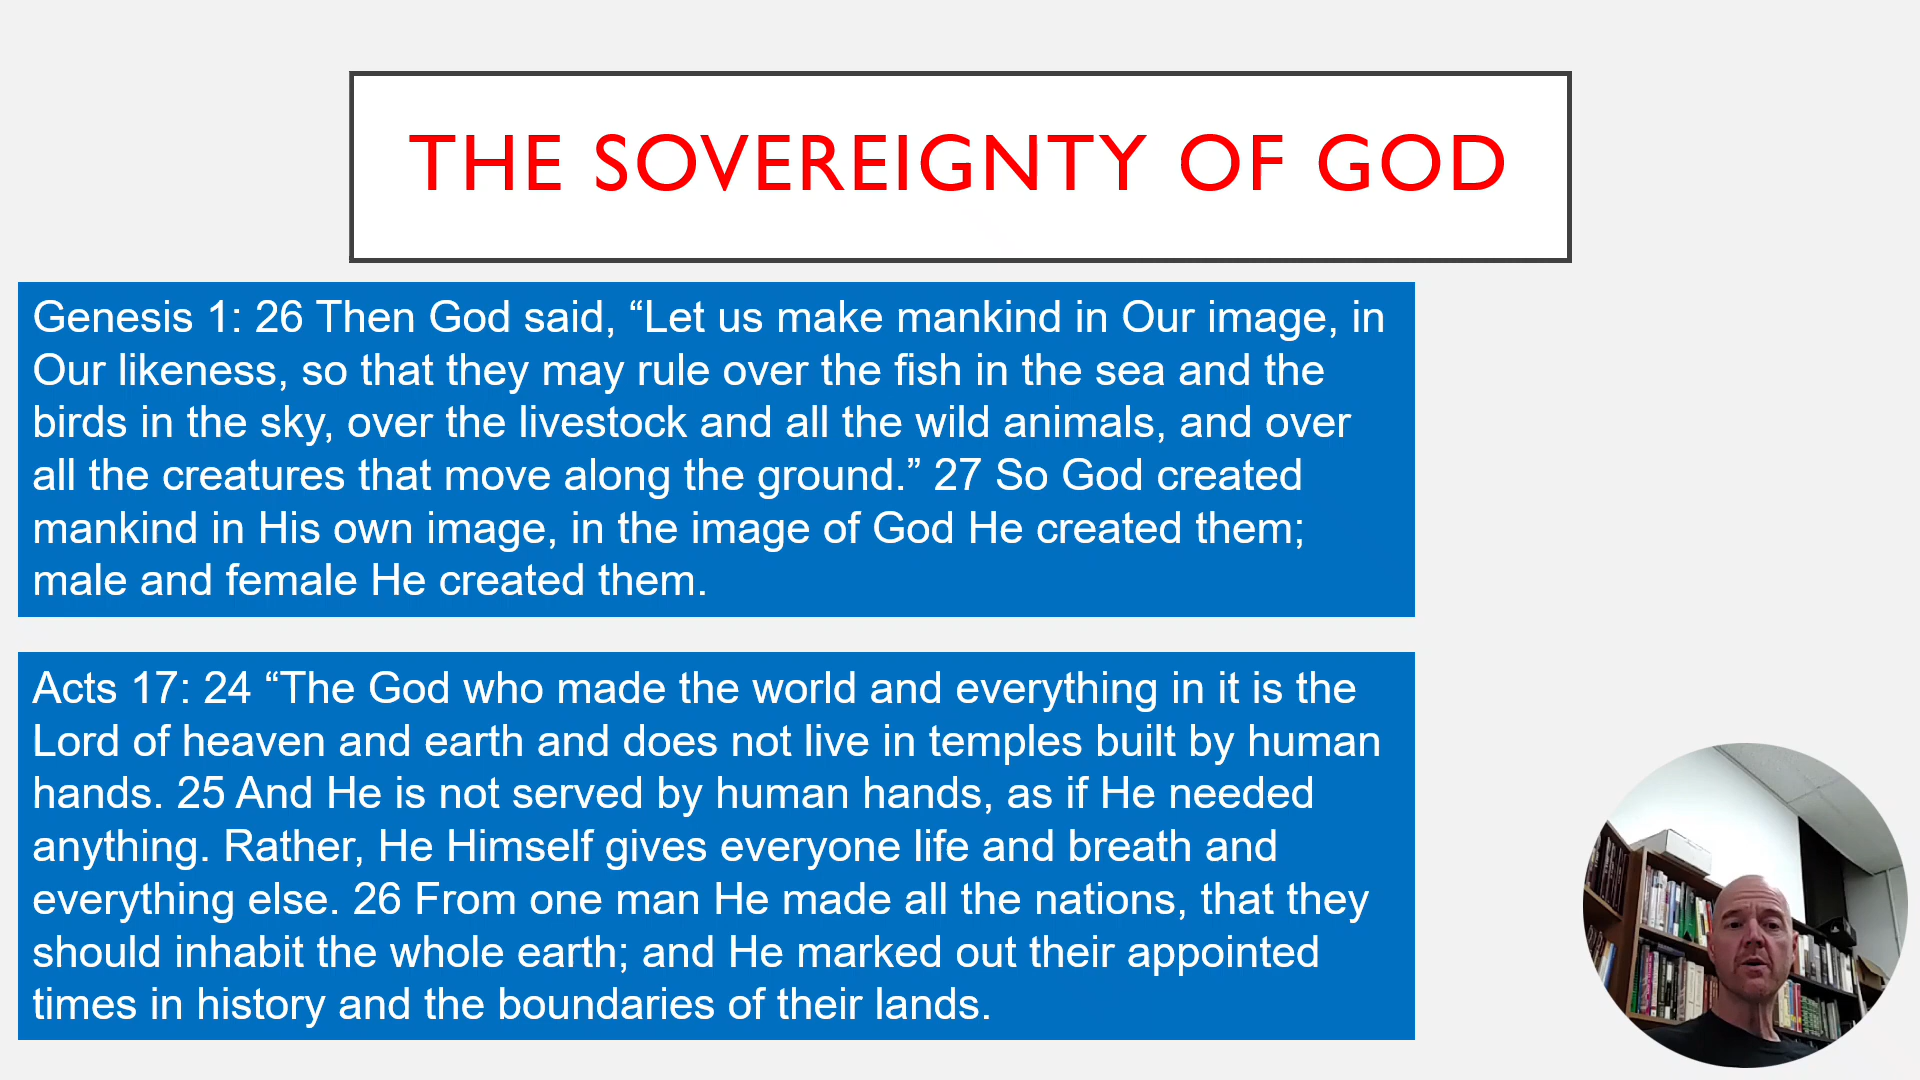 THE SOVEREIGNTY OF GOD
Genesis 1: 26 Then God said, “Let us make mankind in Our image, in
Our likeness, so that they may rule over the fish in the sea and the
birds in the sky, over the livestock and all the wild animals, and over
all the creatures that move along the ground.” 27 So God created
mankind in His own image, in the image of God He created them;
male and female He created them.
Acts 17: 24 “The God who made the world and everything in it is the
Lord of heaven and earth and does not live in temples built by human
hands. 25 And He is not served by human hands, as if He needed
anything. Rather, He Himself gives everyone life and breath and
everything else. 26 From one man He made all the nations, that they
should inhabit the whole earth; and He marked out their appointed
times in history and the boundaries of their lands.